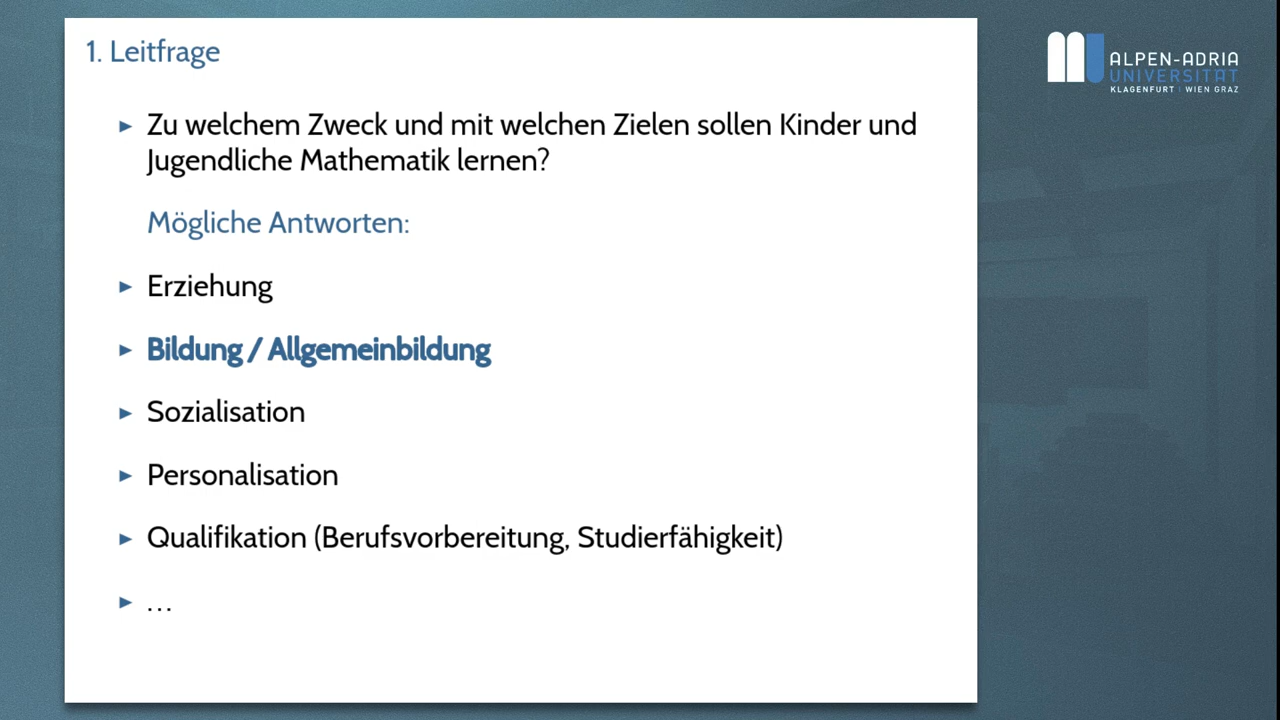 1. Leitfrage
► Zu welchem Zweck und mit welchen Zielen sollen Kinder und
Jugendliche Mathematik lernen?
Mögliche Antworten:
► Erziehung
► Bildung / Allgemeinbildung
► Sozialisation
► Personalisation
► Qualifikation (Berufsvorbereitung, Studierfähigkeit)
► ...
ALPEN-ADRIA
UNIVERSITÄT
KLAGENFURT | WIEN GRAZ